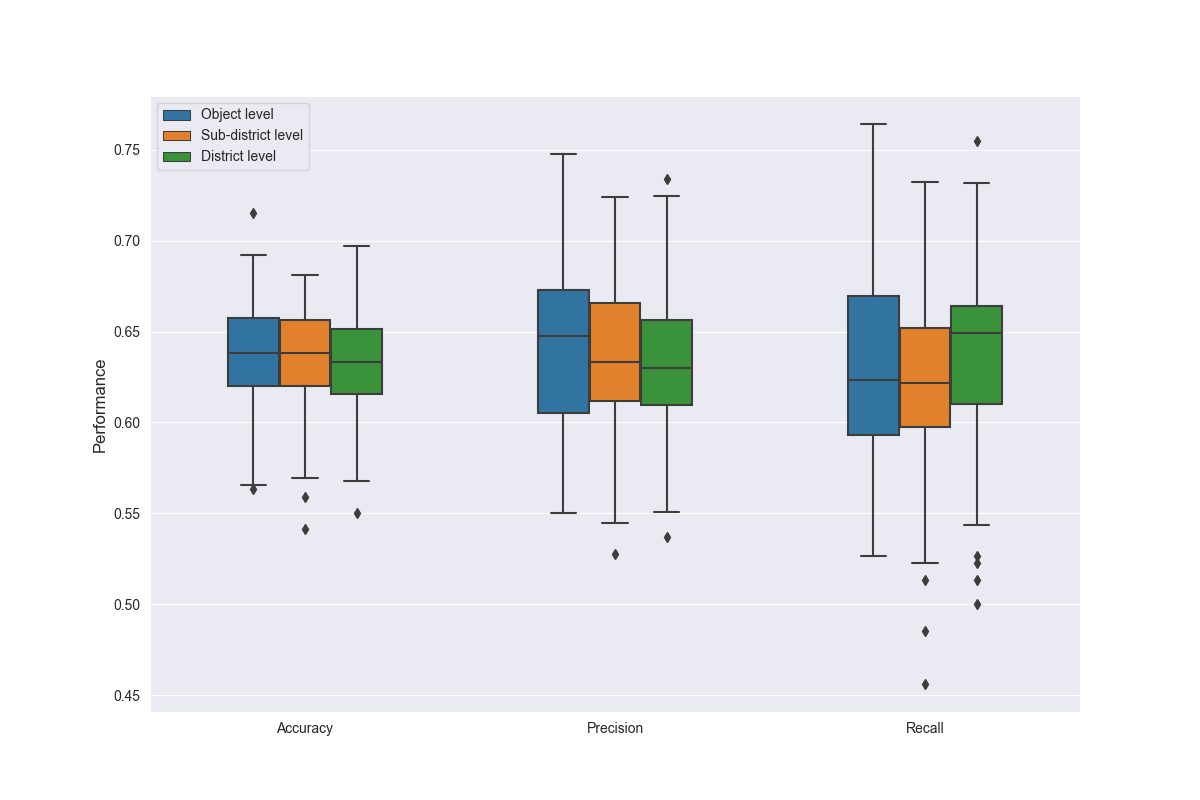 Object level
Sub-district level
District level
0.75
0.70
0.65
0.60
0.55
0.50
0.45
Performance
Accuracy
Precision
Recall